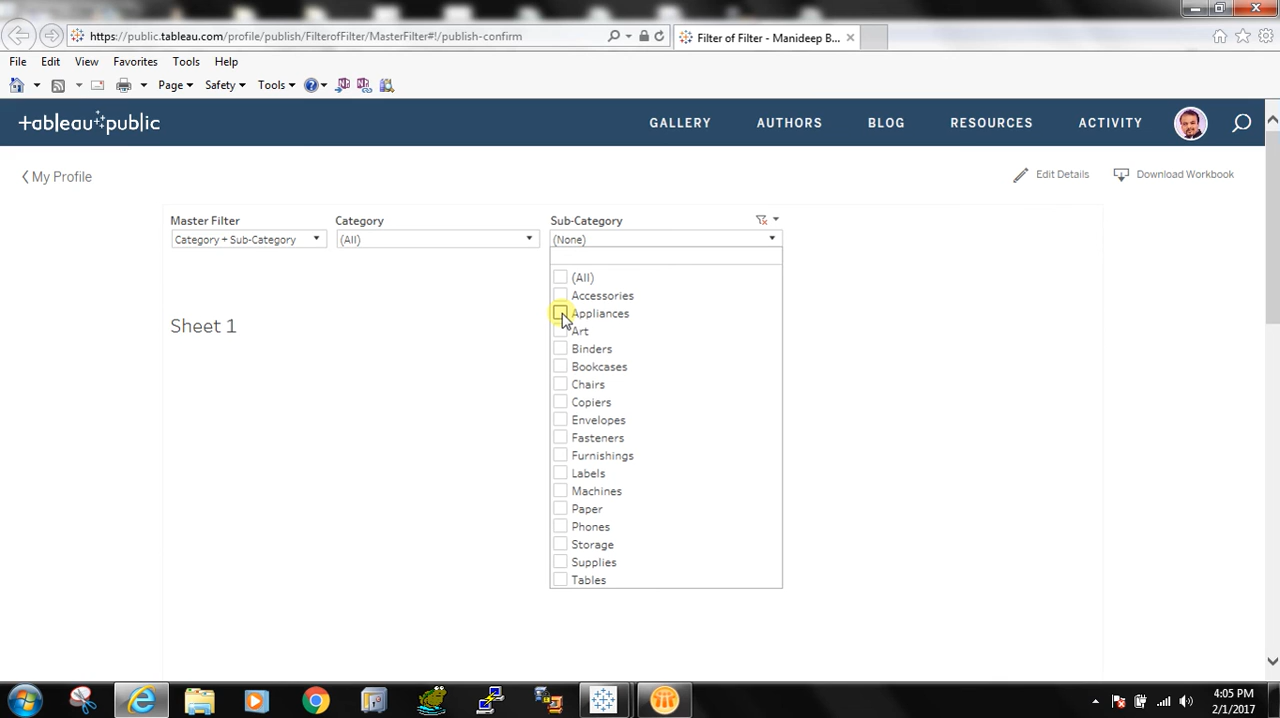 https://public.tableau.com/profile/publish/FilterofFilter/MasterFilter#!/publish-confirm
Filter of Filter - Manideep B...
File Edit View Favorites Tools Help
Page Safety Tools
+ableau public
GALLERY AUTHORS BLOG RESOURCES ACTIVITY
My Profile
Edit Details
Download Workbook
Master Filter Category Sub-Category
Category + Sub-Category (All) (None)
(All)
Accessories
Appliances
Art
Binders
Bookcases
Chairs
Copiers
Envelopes
Fasteners
Furnishings
Labels
Machines
Paper
Phones
Storage
Supplies
Tables
Sheet 1
4:05 PM
2/1/2017